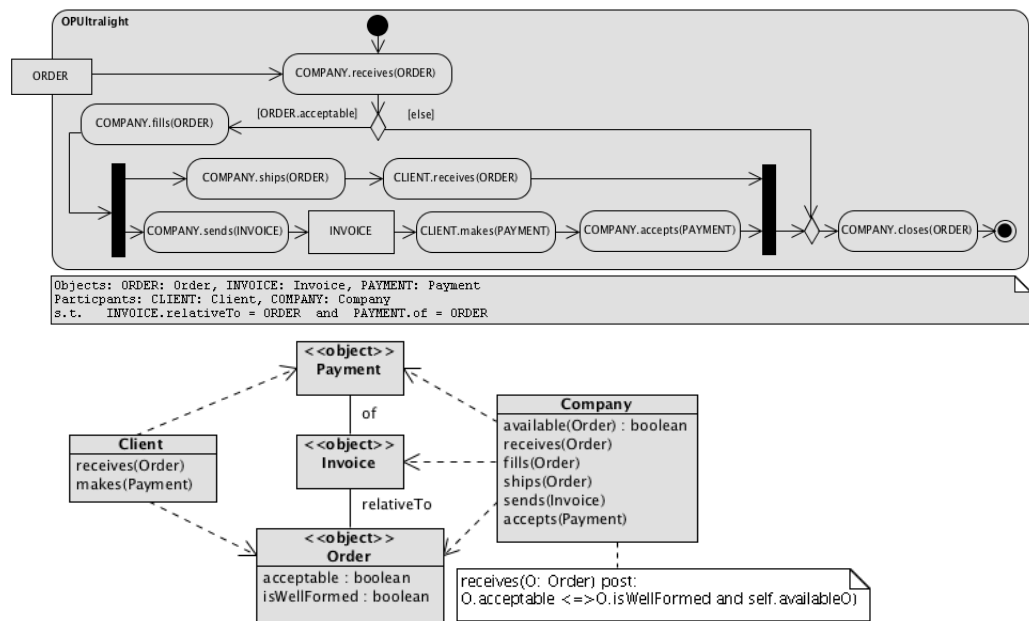 OPUltralight
ORDER
COMPANY.receives(ORDER)
[ORDER.acceptable]
[else]
COMPANY.fills(ORDER)
COMPANY.ships(ORDER)
CLIENT.receives(ORDER)
COMPANY.sends(INVOICE)
INVOICE
CLIENT.makes(PAYMENT)
COMPANY.accepts(PAYMENT)
COMPANY.closes(ORDER)
Objects: ORDER: Order, INVOICE: Invoice, PAYMENT: Payment
Particpants: CLIENT: Client, COMPANY: Company
s.t. INVOICE.relativeTo = ORDER and PAYMENT.of = ORDER
<<object>>
Payment
of
Client
receives(Order)
makes(Payment)
<<object>>
Invoice
relativeTo
Company
available(Order) : boolean
receives(Order)
fills(Order)
ships(Order)
sends(Invoice)
accepts(Payment)
<<object>>
Order
acceptable : boolean
isWellFormed : boolean
receives(O: Order) post:
O.acceptable <=>O.isWellFormed and self.availableO)